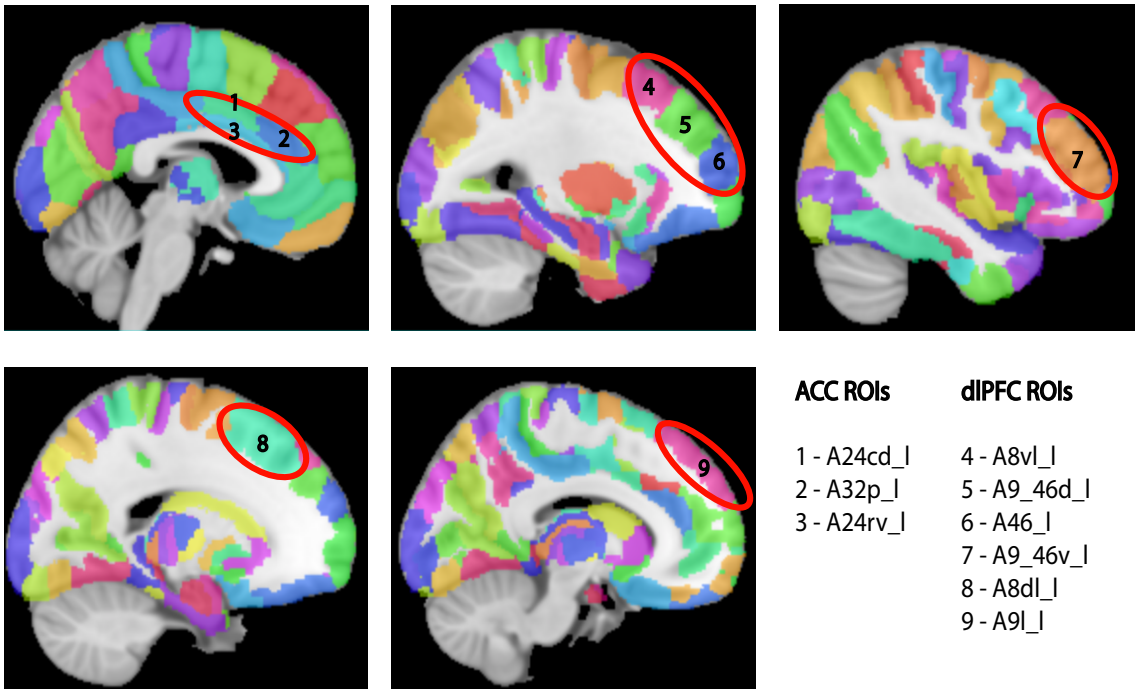 1
3
2
4
5
6
7
8
9
ACC ROIs
1 - A24cd_l
2 - A32p_l
3 - A24rv_l
dlPFC ROIs
4 - A8vl_l
5 - A9_46d_l
6 - A46_l
7 - A9_46v_l
8 - A8dl_l
9 - A9l_l